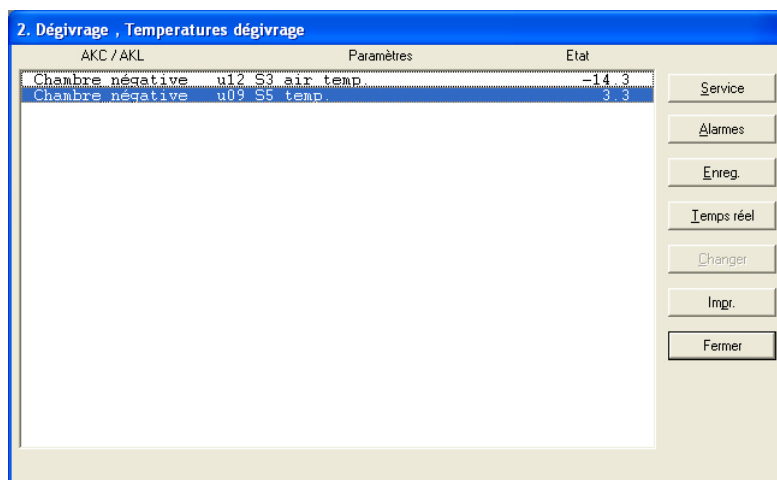 2. Dégivrage , Temperatures dégivrage
AKC / AKL Paramètres Etat
Chambre négative u12 S3 air temp. -14.3
Chambre négative u09 S5 temp. 3.3
Service
Alarmes
Enreg.
Temps réel
Changer
Impr.
Fermer